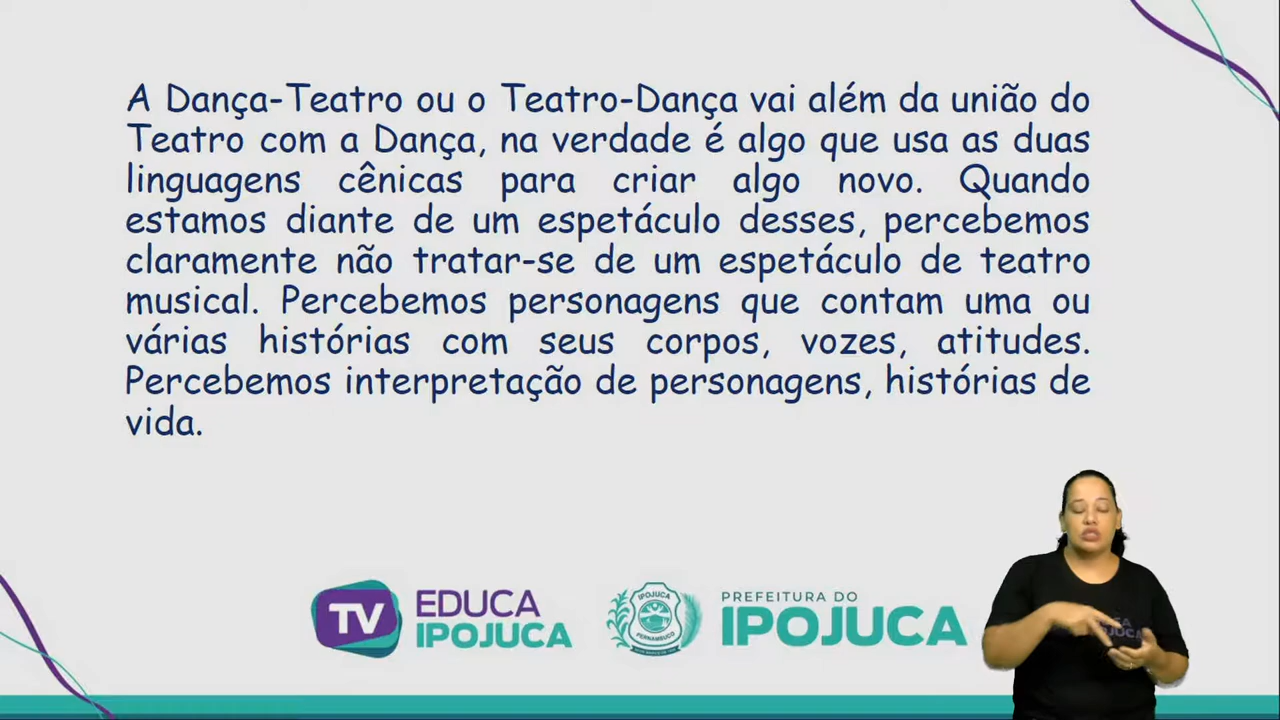 A Dança-Teatro ou o Teatro-Dança vai além da união do
Teatro com a Dança, na verdade é algo que usa as duas
linguagens cênicas para criar algo novo. Quando
estamos diante de um espetáculo desses, percebemos
claramente não tratar-se de um espetáculo de teatro
musical. Percebemos personagens que contam uma ou
várias histórias com seus corpos, vozes, atitudes.
Percebemos interpretação de personagens, histórias de
vida.
TV
EDUCA
IPOJUCA
IPOJUCA
PERNAMBUCO
PREFEITURA DO
IPOJUCA